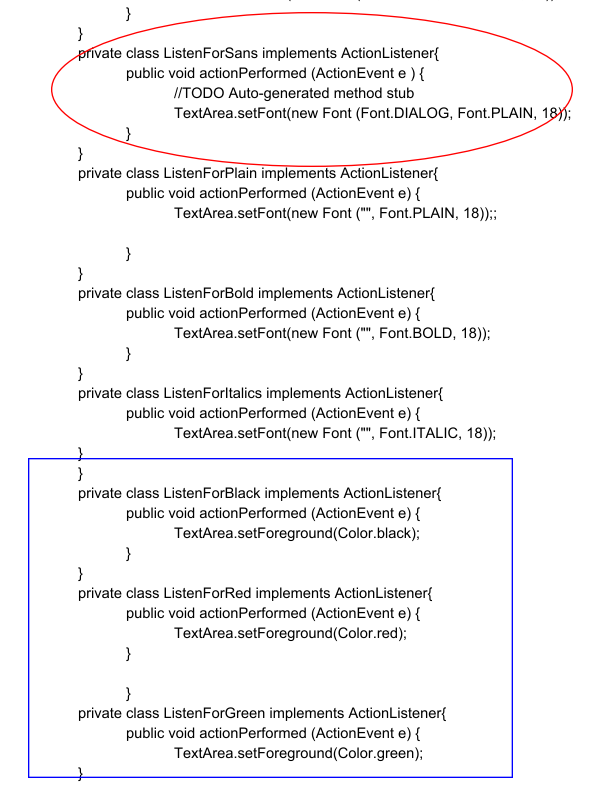 }
}
private class ListenForSans implements ActionListener{
public void actionPerformed (ActionEvent e ) {
//TODO Auto-generated method stub
TextArea.setFont(new Font (Font.DIALOG, Font.PLAIN, 18));
}
}
private class ListenForPlain implements ActionListener{
public void actionPerformed (ActionEvent e) {
TextArea.setFont(new Font ("", Font.PLAIN, 18));;
}
}
private class ListenForBold implements ActionListener{
public void actionPerformed (ActionEvent e) {
TextArea.setFont(new Font ("", Font.BOLD, 18));
}
}
private class ListenForItalics implements ActionListener{
public void actionPerformed (ActionEvent e) {
TextArea.setFont(new Font ("", Font.ITALIC, 18));
}
}
private class ListenForBlack implements ActionListener{
public void actionPerformed (ActionEvent e) {
TextArea.setForeground(Color.black);
}
}
private class ListenForRed implements ActionListener{
public void actionPerformed (ActionEvent e) {
TextArea.setForeground(Color.red);
}
}
private class ListenForGreen implements ActionListener{
public void actionPerformed (ActionEvent e) {
TextArea.setForeground(Color.green);
}